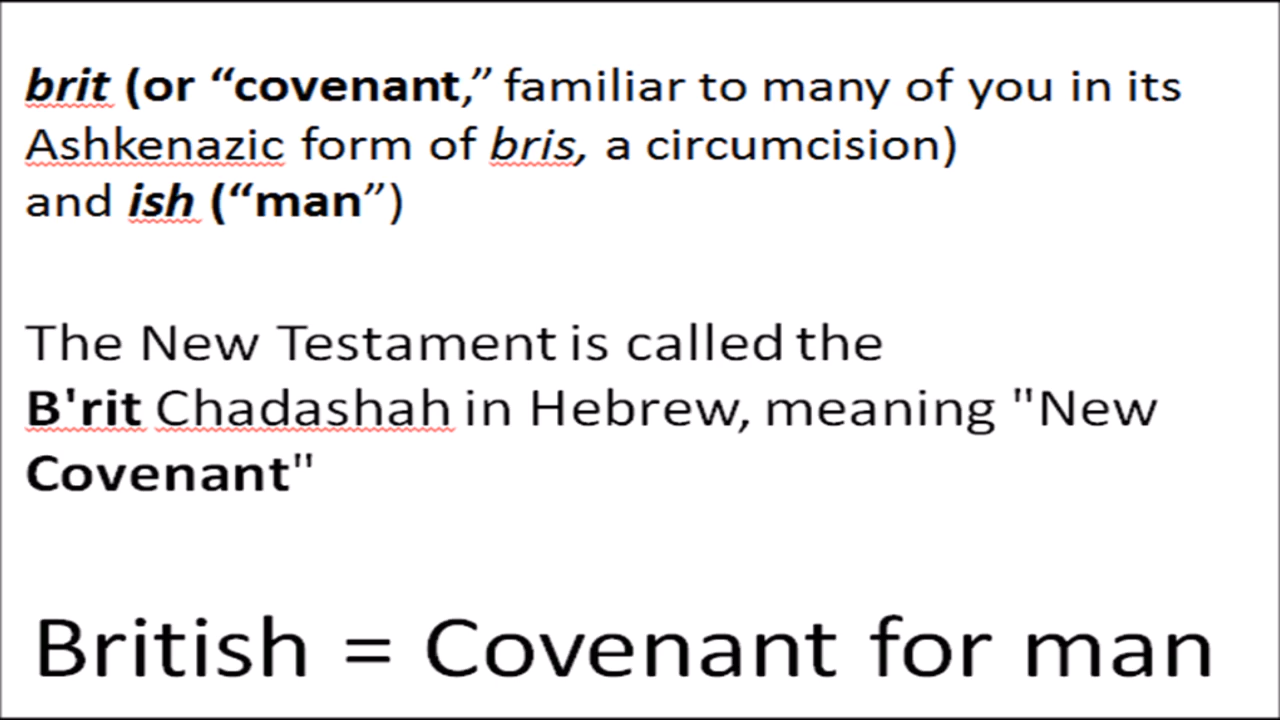 brit (or “covenant,” familiar to many of you in its
Ashkenazic form of bris, a circumcision)
and ish (“man”)
The New Testament is called the
B'rit Chadashah in Hebrew, meaning "New
Covenant"
British = Covenant for man